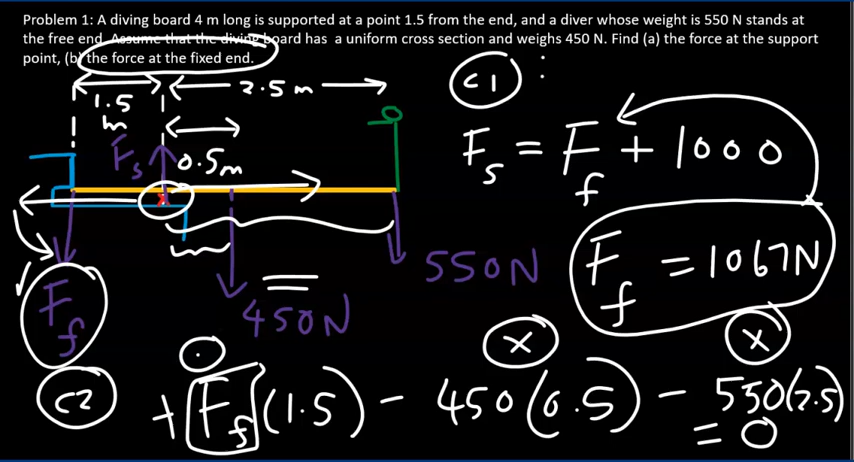 Problem 1: A diving board 4 m long is supported at a point 1.5 from the end, and a diver whose weight is 550 N stands at
the free end. Assume that the diving board has a uniform cross section and weighs 450 N. Find (a) the force at the support
point, (b) the force at the fixed end.
C1 :
2.5 m
1.5
m
Fs
0.5m
Fs = Ff + 1000
Ff = 1067N
550N
Ff
450N
C2
+ Ff (1.5) - 450(0.5) - 550(2.5)
= 0